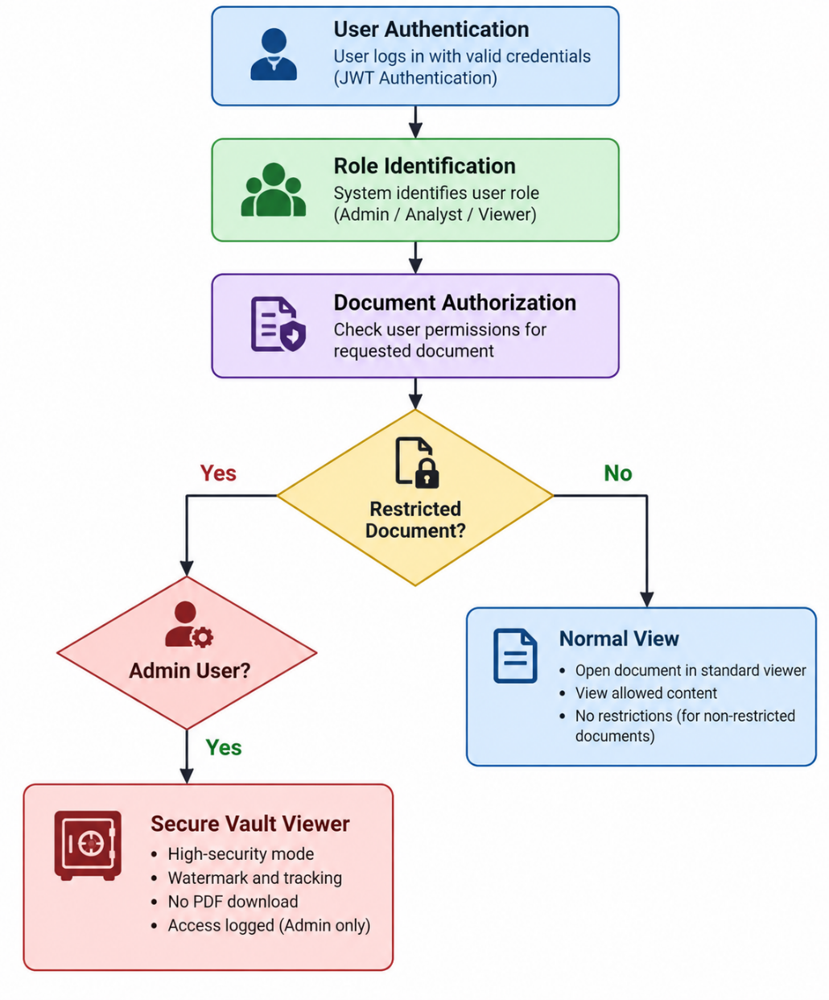 User Authentication
User logs in with valid credentials
(JWT Authentication)
Role Identification
System identifies user role
(Admin / Analyst / Viewer)
Document Authorization
Check user permissions for
requested document
Yes
No
Restricted
Document?
Admin User?
Normal View
• Open document in standard viewer
• View allowed content
• No restrictions (for non-restricted
documents)
Yes
Secure Vault Viewer
• High-security mode
• Watermark and tracking
• No PDF download
• Access logged (Admin only)